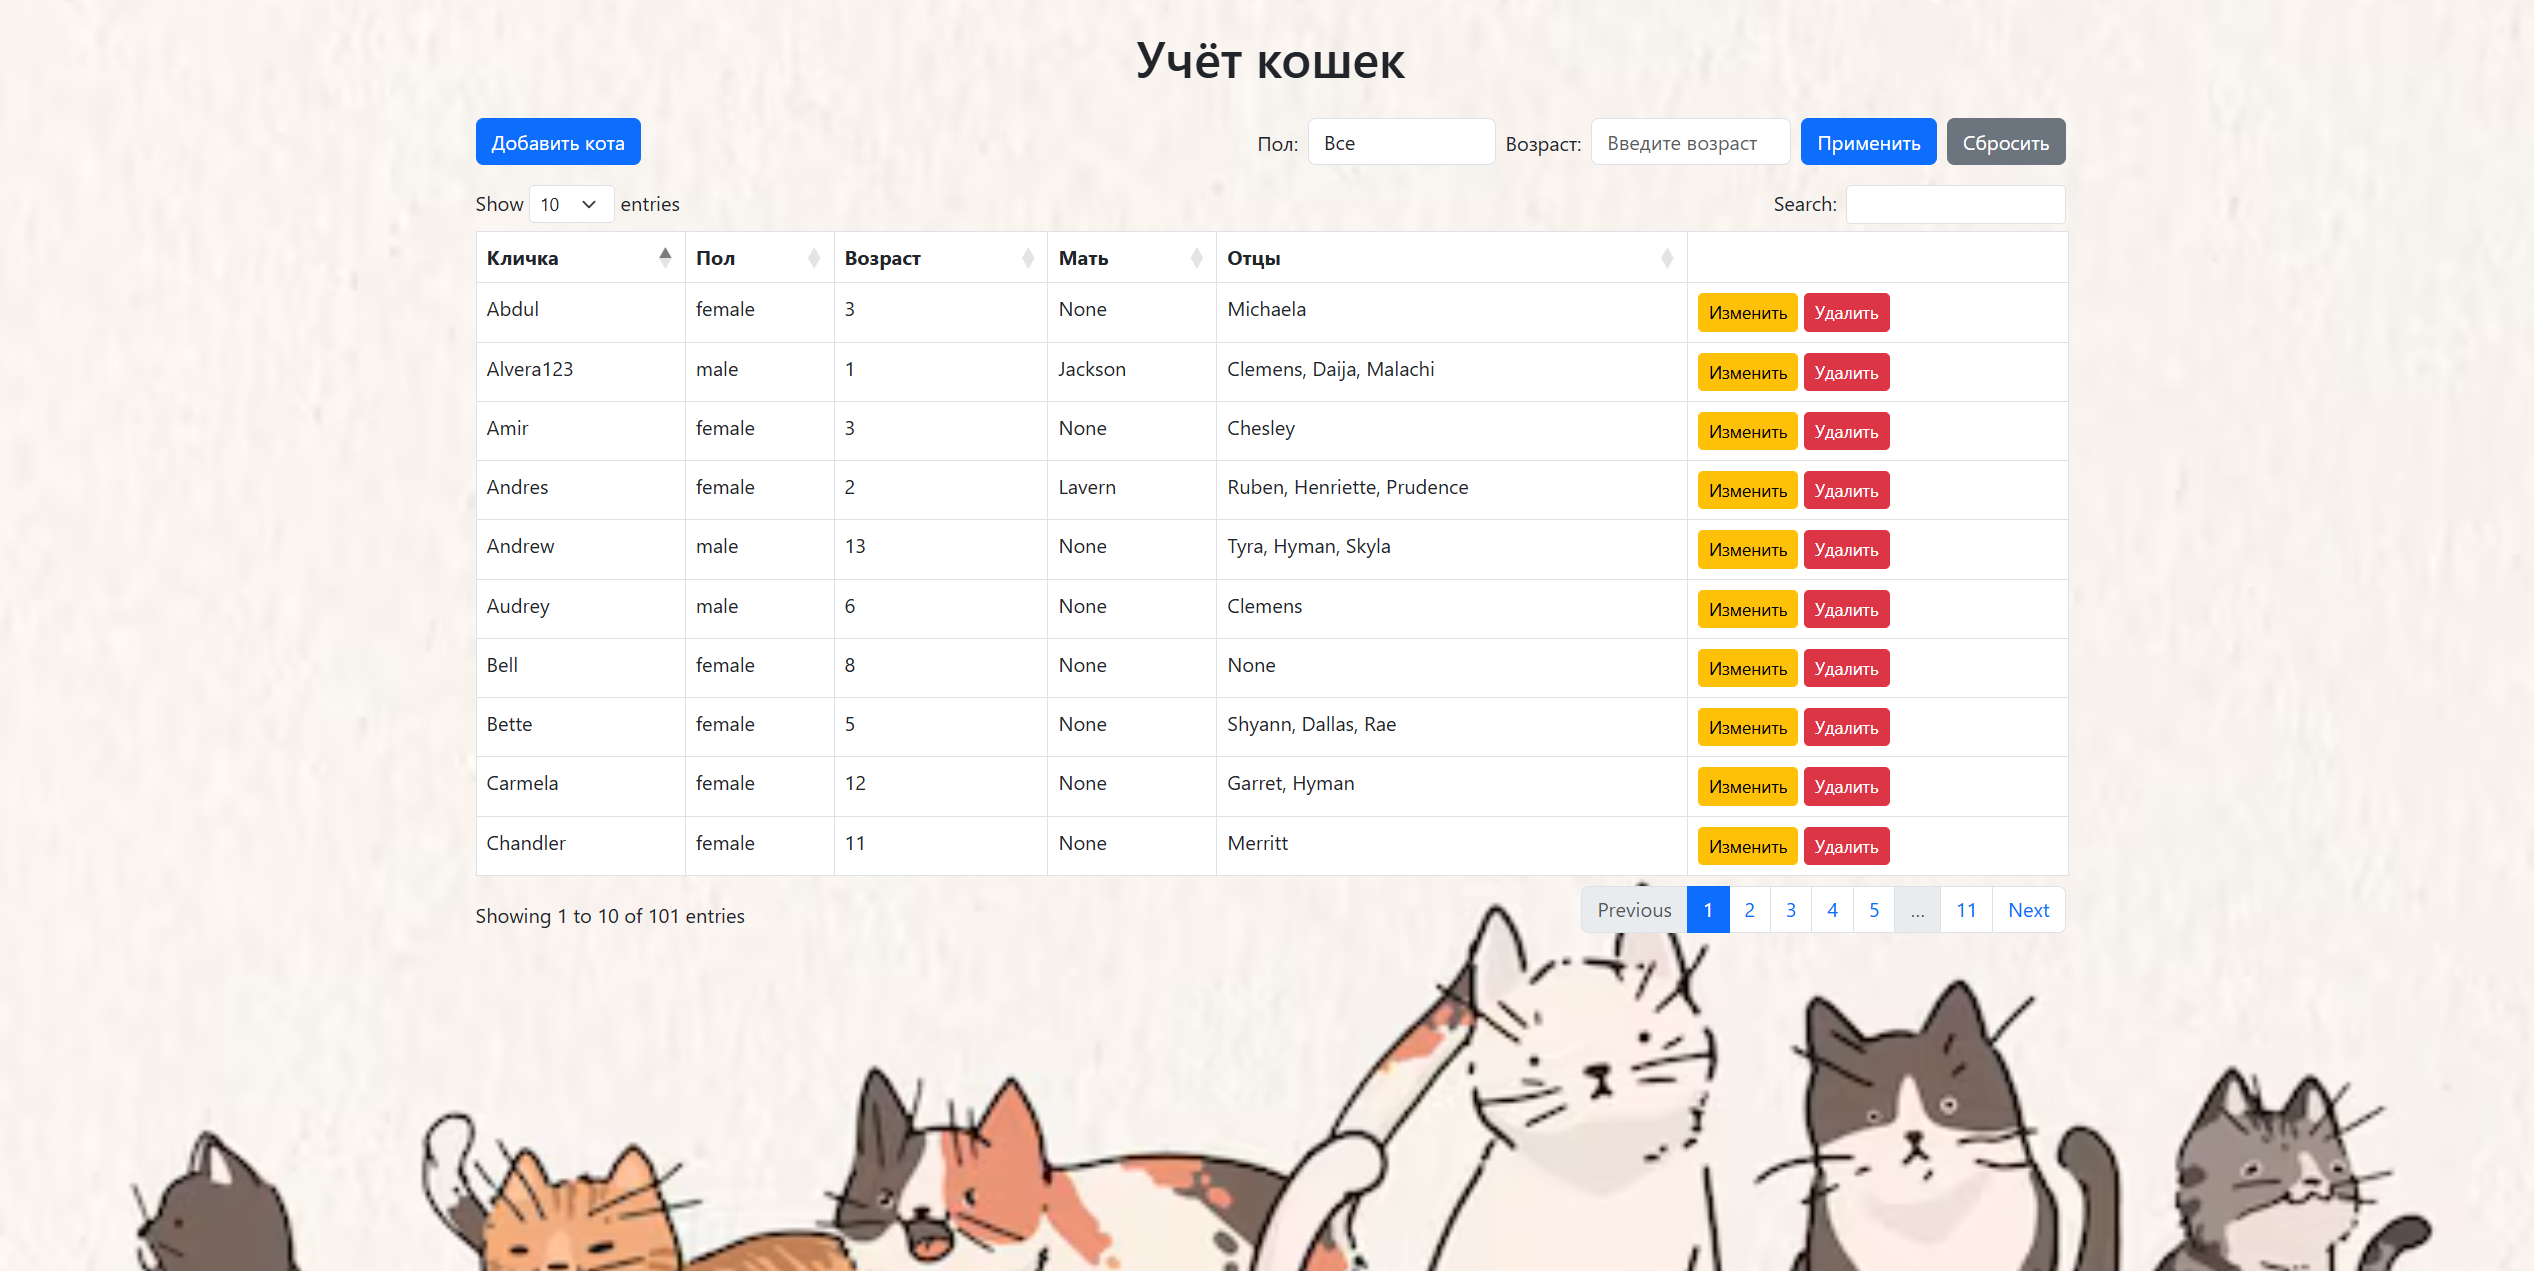 Учёт кошек
Добавить кота Пол: Все Возраст: Введите возраст Применить Сбросить
Show 10 entries Search:
Кличка Пол Возраст Мать Отцы
Abdul female 3 None Michaela Изменить Удалить
Alvera123 male 1 Jackson Clemens, Daija, Malachi Изменить Удалить
Amir female 3 None Chesley Изменить Удалить
Andres female 2 Lavern Ruben, Henriette, Prudence Изменить Удалить
Andrew male 13 None Tyra, Hyman, Skyla Изменить Удалить
Audrey male 6 None Clemens Изменить Удалить
Bell female 8 None None Изменить Удалить
Bette female 5 None Shyann, Dallas, Rae Изменить Удалить
Carmela female 12 None Garret, Hyman Изменить Удалить
Chandler female 11 None Merritt Изменить Удалить
Showing 1 to 10 of 101 entries Previous 1 2 3 4 5 … 11 Next